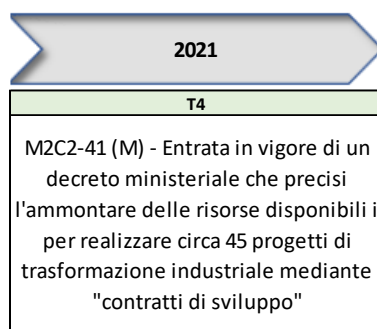 2021
T4
M2C2-41 (M) - Entrata in vigore di un
decreto ministeriale che precisi
l'ammontare delle risorse disponibili i
per realizzare circa 45 progetti di
trasformazione industriale mediante
"contratti di sviluppo"